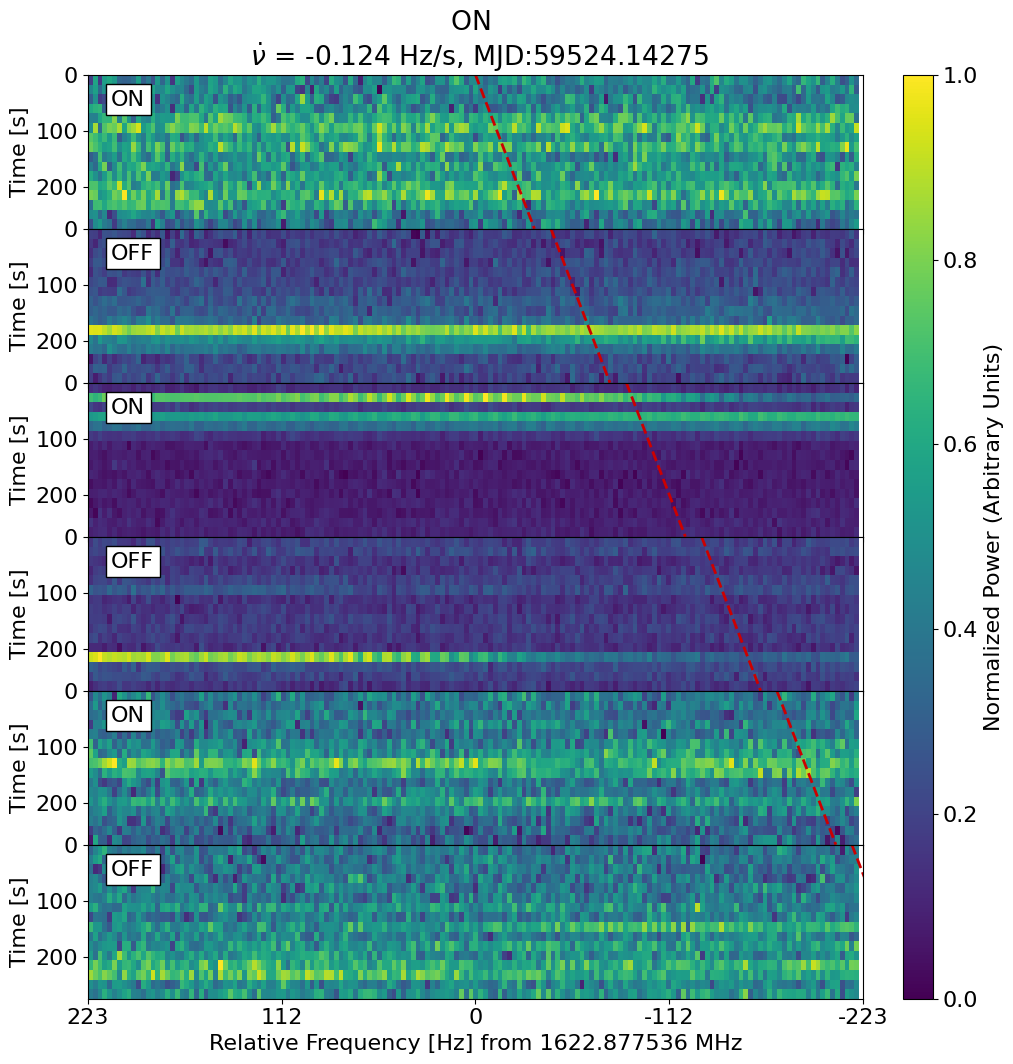 ON
ν̇ = -0.124 Hz/s, MJD:59524.14275
0
100
200
Time [s]
ON
0
100
200
Time [s]
OFF
0
100
200
Time [s]
ON
0
100
200
Time [s]
OFF
0
100
200
Time [s]
ON
0
100
200
Time [s]
OFF
223
112
0
-112
-223
Relative Frequency [Hz] from 1622.877536 MHz
1.0
0.8
0.6
0.4
0.2
0.0
Normalized Power (Arbitrary Units)